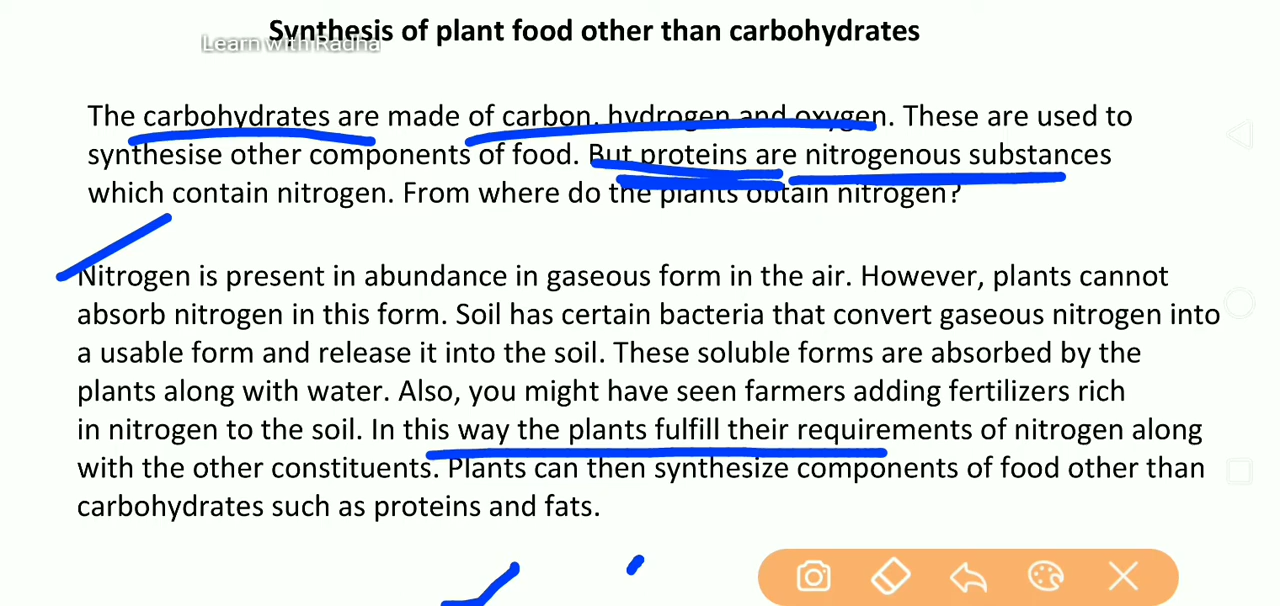 Synthesis of plant food other than carbohydrates
Learn with Radha
The carbohydrates are made of carbon, hydrogen and oxygen. These are used to
synthesise other components of food. But proteins are nitrogenous substances
which contain nitrogen. From where do the plants obtain nitrogen?
Nitrogen is present in abundance in gaseous form in the air. However, plants cannot
absorb nitrogen in this form. Soil has certain bacteria that convert gaseous nitrogen into
a usable form and release it into the soil. These soluble forms are absorbed by the
plants along with water. Also, you might have seen farmers adding fertilizers rich
in nitrogen to the soil. In this way the plants fulfill their requirements of nitrogen along
with the other constituents. Plants can then synthesize components of food other than
carbohydrates such as proteins and fats.